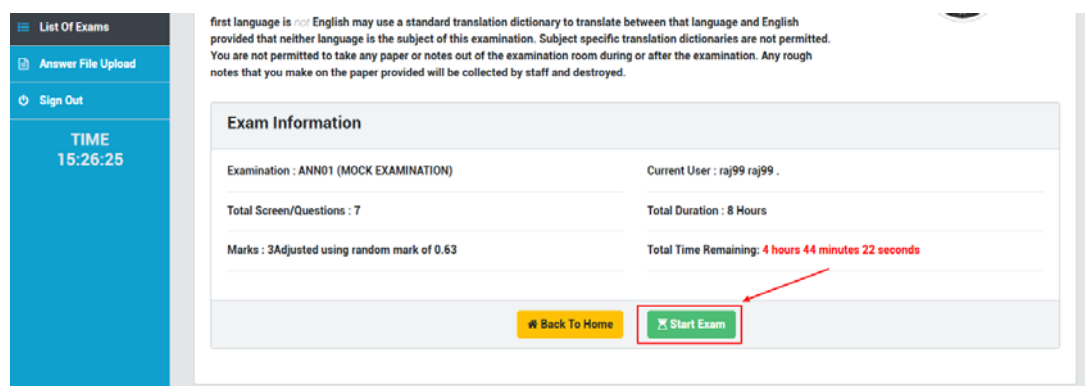 List Of Exams
Answer File Upload
Sign Out
TIME
15:26:25
first language is not English may use a standard translation dictionary to translate between that language and English
provided that neither language is the subject of this examination. Subject specific translation dictionaries are not permitted.
You are not permitted to take any paper or notes out of the examination room during or after the examination. Any rough
notes that you make on the paper provided will be collected by staff and destroyed.
Exam Information
Examination : ANN01 (MOCK EXAMINATION)
Current User : raj99 raj99 .
Total Screen/Questions : 7
Total Duration : 8 Hours
Marks : 3Adjusted using random mark of 0.63
Total Time Remaining: 4 hours 44 minutes 22 seconds
Back To Home
Start Exam